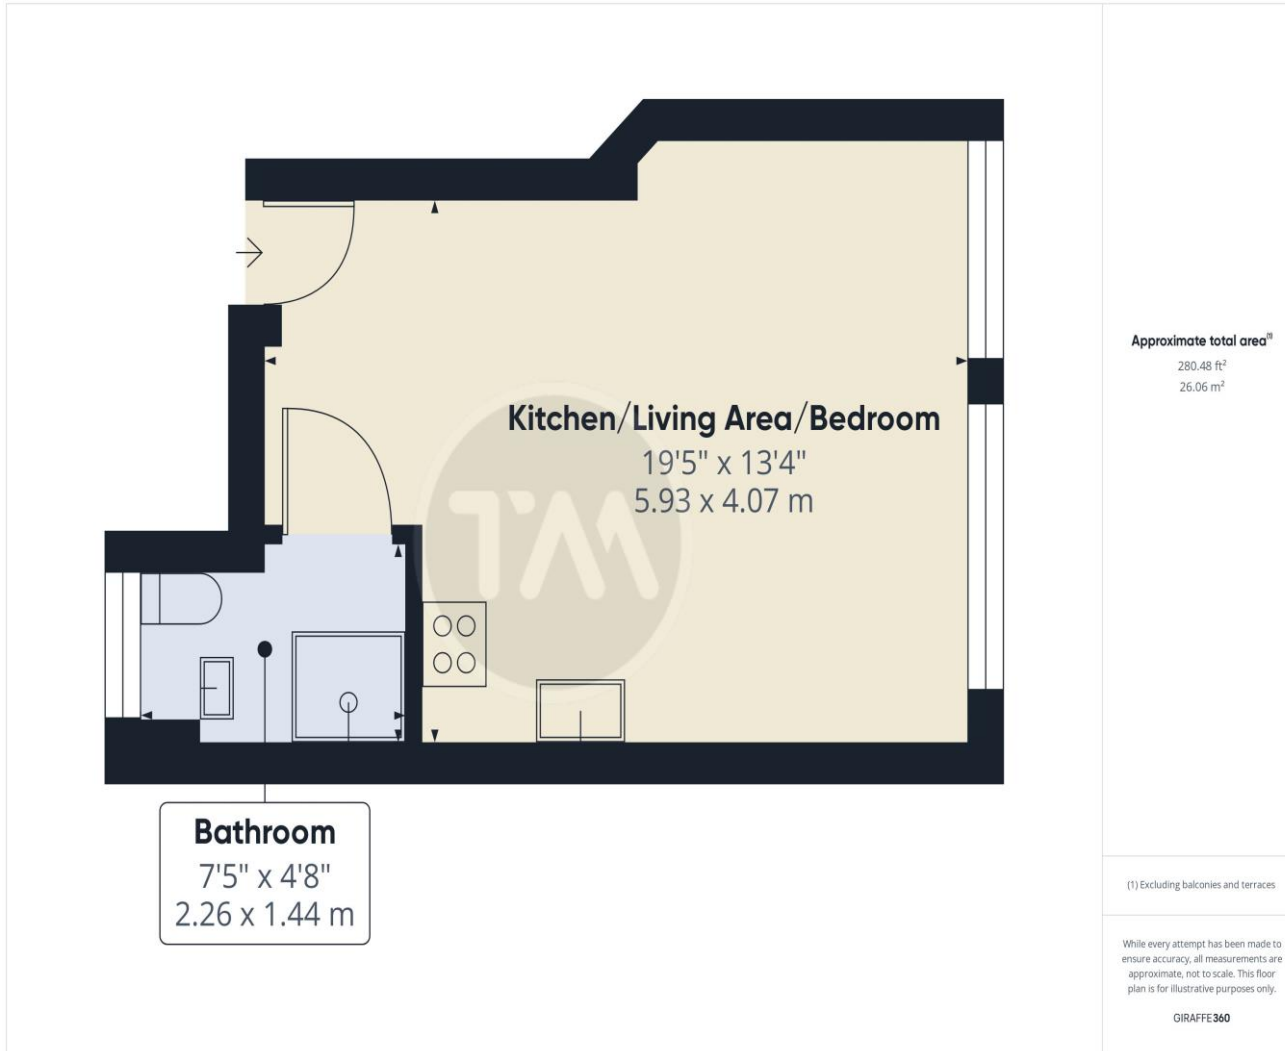 Kitchen/Living Area/Bedroom
19'5" x 13'4"
5.93 x 4.07 m
TM
Bathroom
7'5" x 4'8"
2.26 x 1.44 m
Approximate total area(1)
280.48 ft²
26.06 m²
(1) Excluding balconies and terraces
While every attempt has been made to
ensure accuracy, all measurements are
approximate, not to scale. This floor
plan is for illustrative purposes only.
GIRAFFE360